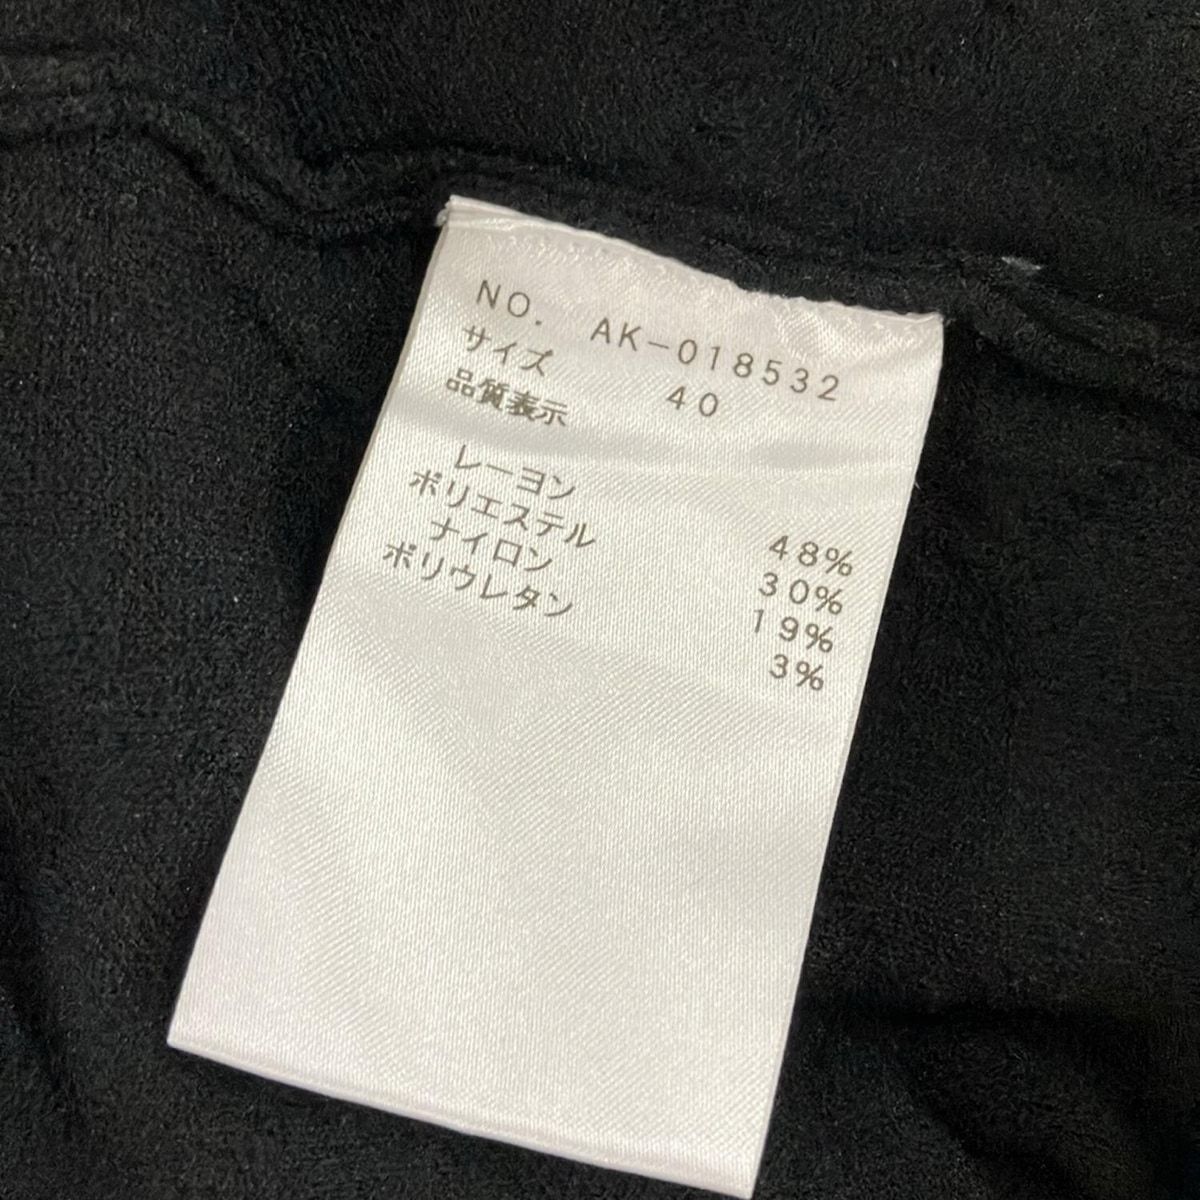 NO. AK-018532
サイズ 40
品質表示
レーヨン 48%
ポリエステル 30%
ナイロン 19%
ポリウレタン 3%